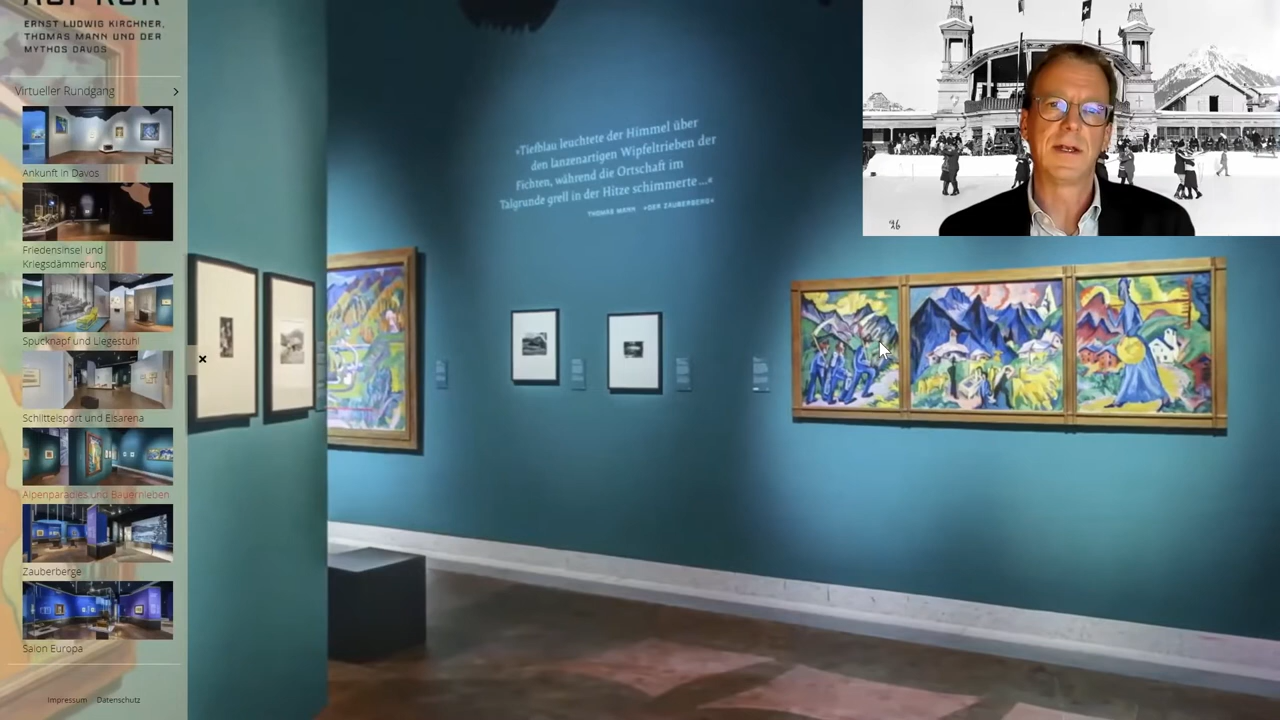 AUF KUR
ERNST LUDWIG KIRCHNER,
THOMAS MANN UND DER
MYTHOS DAVOS
Virtueller Rundgang
Ankunft in Davos
Friedensinsel und
Kriegsdämmerung
Spucknapf und Liegestuhl
Schlittelsport und Eisarena
Alpenparadies und Bauernleben
Zauberberge
Salon Europa
Impressum Datenschutz
»Tiefblau leuchtete der Himmel über
den lanzenartigen Wipfeltrieben der
Fichten, während die Ortschaft im
Talgrunde grell in der Hitze schimmerte ...«
THOMAS MANN »DER ZAUBERBERG«